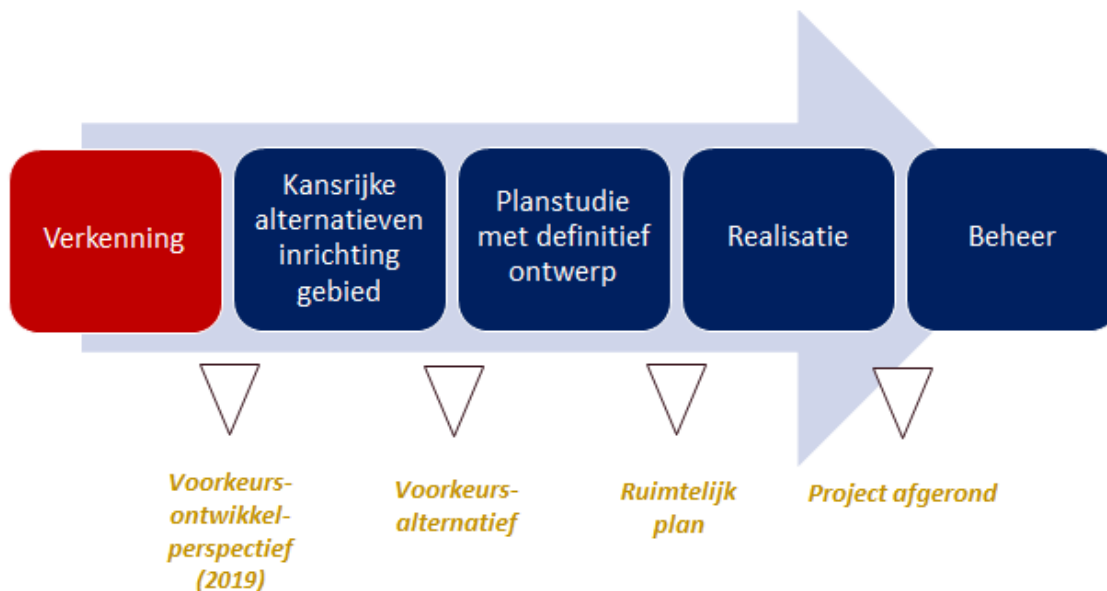 Verkenning
Kansrijke
alternatieven
inrichting
gebied
Planstudie
met definitief
ontwerp
Realisatie
Beheer
Voorkeurs-
ontwikkel-
perspectief
(2019)
Voorkeurs-
alternatief
Ruimtelijk
plan
Project afgerond